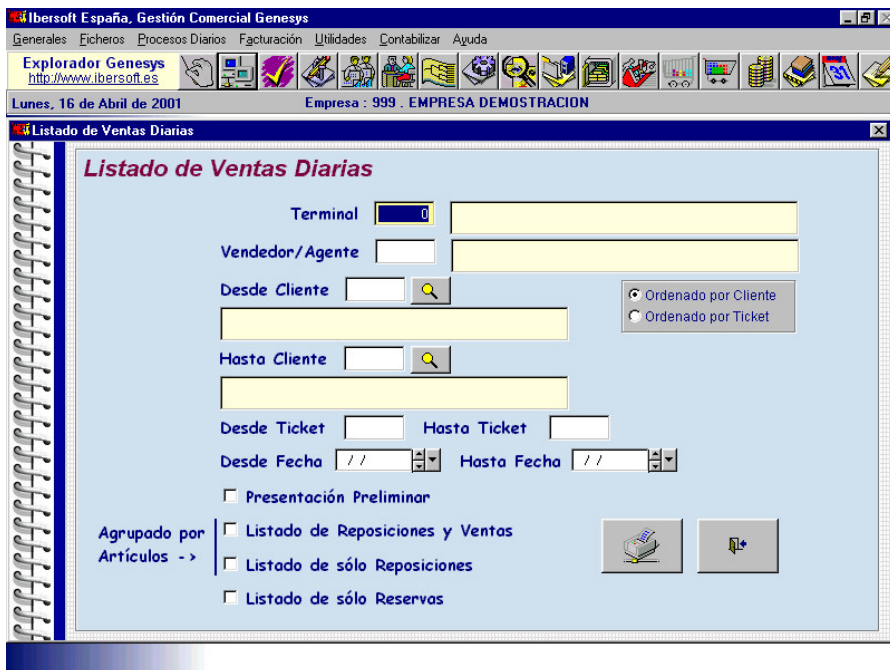 Ibersoft España, Gestión Comercial Genesys
Generales Ficheros Procesos Diarios Facturación Utilidades Contabilizar Ayuda
Explorador Genesys
http://www.ibersoft.es
31
Lunes, 16 de Abril de 2001 Empresa : 999 . EMPRESA DEMOSTRACION
Listado de Ventas Diarias
Listado de Ventas Diarias
Terminal 0
Vendedor/Agente
Desde Cliente
Ordenado por Cliente
Ordenado por Ticket
Hasta Cliente
Desde Ticket Hasta Ticket
Desde Fecha / / Hasta Fecha / /
Presentación Preliminar
Agrupado por
Artículos ->
Listado de Reposiciones y Ventas
Listado de sólo Reposiciones
Listado de sólo Reservas